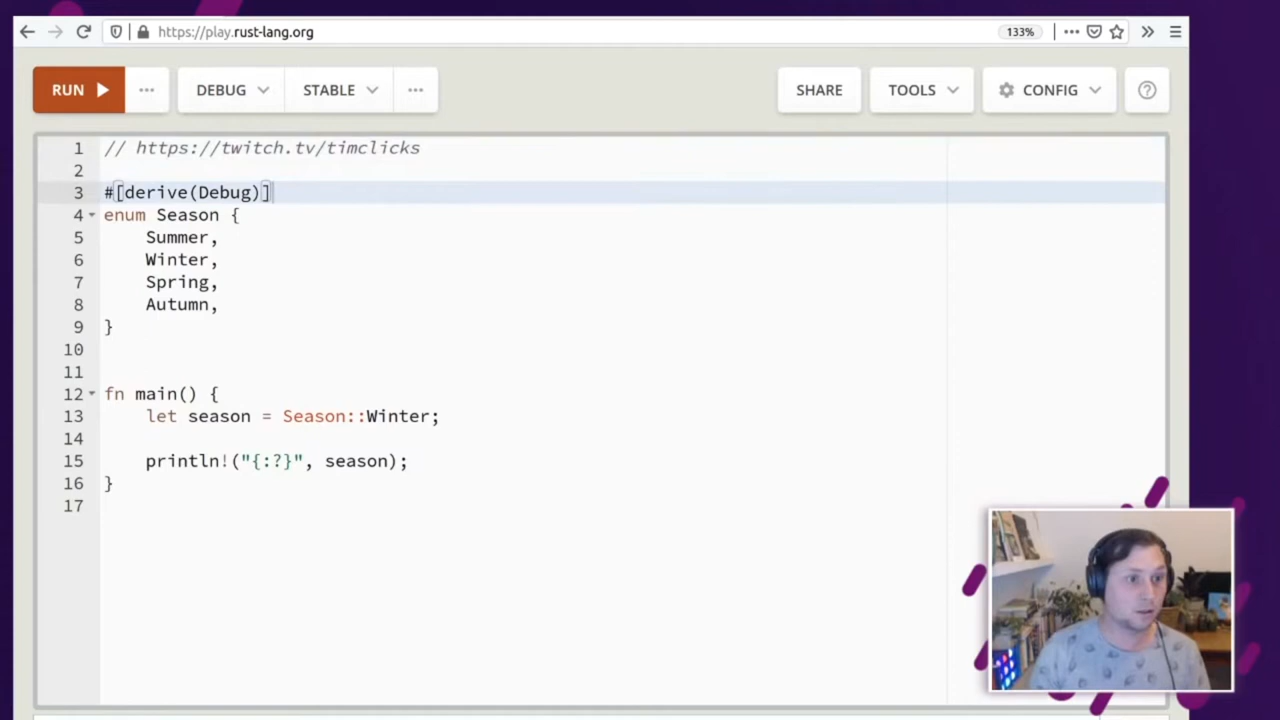 https://play.rust-lang.org
133%
RUN
DEBUG
STABLE
SHARE
TOOLS
CONFIG
1 // https://twitch.tv/timclicks
2
3 #[derive(Debug)]
4 enum Season {
5     Summer,
6     Winter,
7     Spring,
8     Autumn,
9 }
10
11
12 fn main() {
13     let season = Season::Winter;
14
15     println!("{:?}", season);
16 }
17